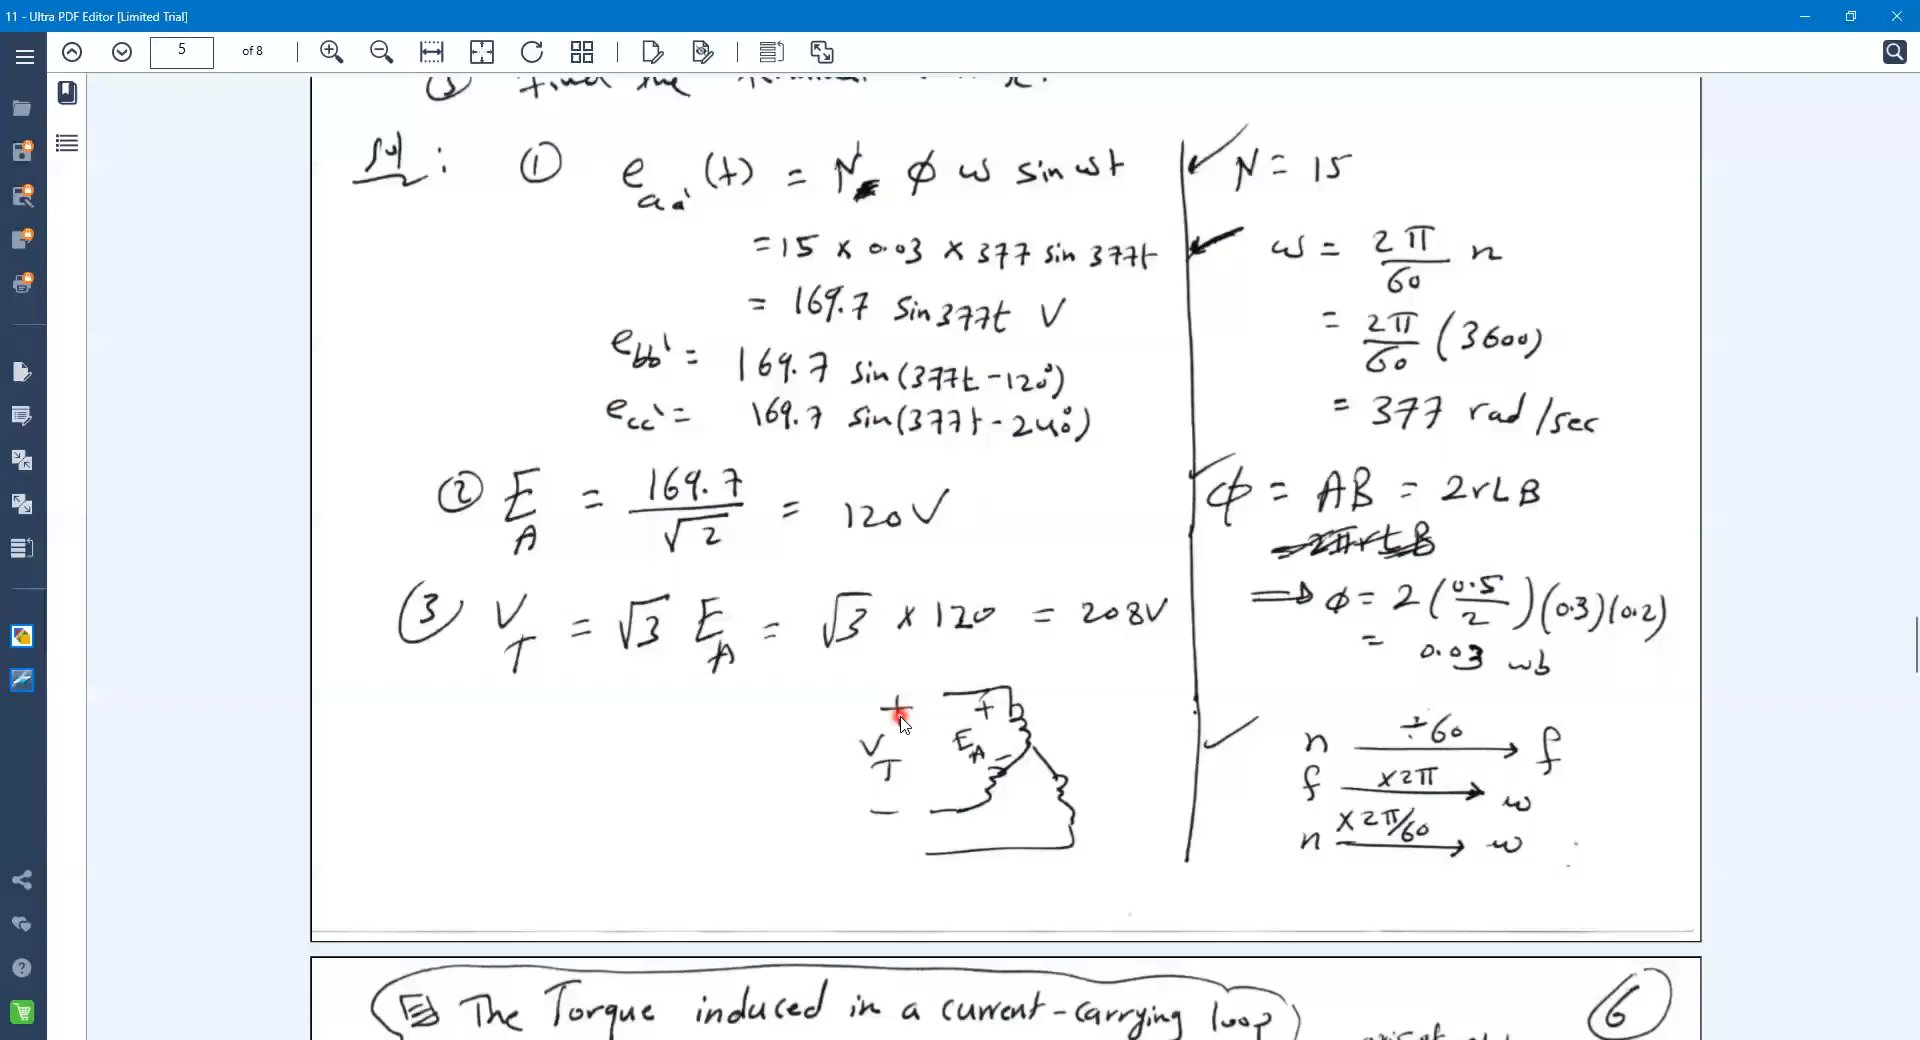 11 - Ultra PDF Editor [Limited Trial]
5 of 8
③ Find the
Sol: ① e_aa' (t) = N ϕ ω sin ωt
= 15 × 0.03 × 377 sin 377t
= 169.7 Sin 377t V
e_bb' = 169.7 sin(377t - 120°)
e_cc' = 169.7 sin(377t - 240°)
② E_A = 169.7 / √2 = 120V
③ V_T = √3 E_A = √3 × 120 = 208V
+ +
V_T E_A
- -
✓ N = 15
ω = 2π/60 n
= 2π/60 (3600)
= 377 rad/sec
✓ ϕ = AB = 2rLB
⇒ ϕ = 2(0.5/2)(0.3)(0.2)
= 0.03 wb
✓ n ÷60 → f
f ×2π → ω
n ×2π/60 → ω
The Torque induced in a current-carrying loop
6